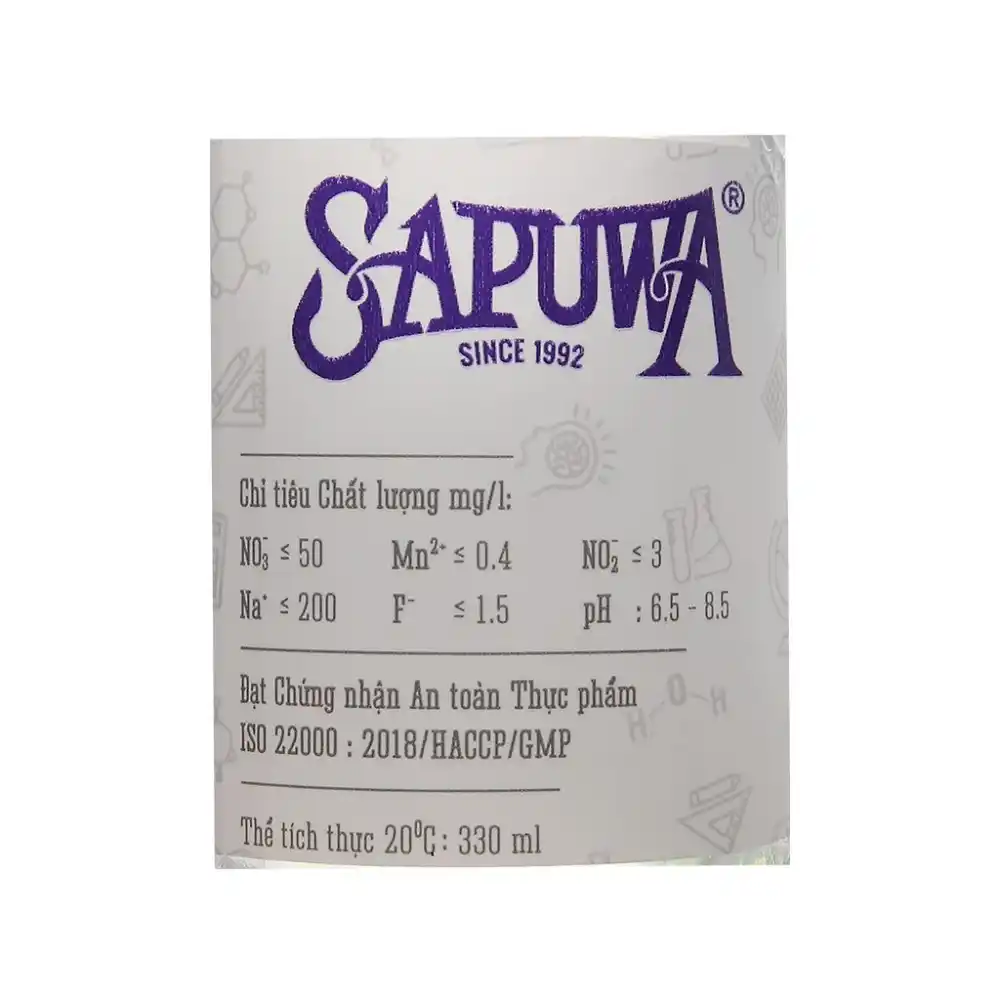 SAPUWA®
SINCE 1992
Chỉ tiêu Chất lượng mg/l:
NO₃⁻ ≤ 50 Mn²⁺ ≤ 0.4 NO₂⁻ ≤ 3
Na⁺ ≤ 200 F⁻ ≤ 1.5 pH : 6.5 - 8.5
Đạt Chứng nhận An toàn Thực phẩm
ISO 22000 : 2018/HACCP/GMP
H-O-H
Thể tích thực 20⁰C : 330 ml